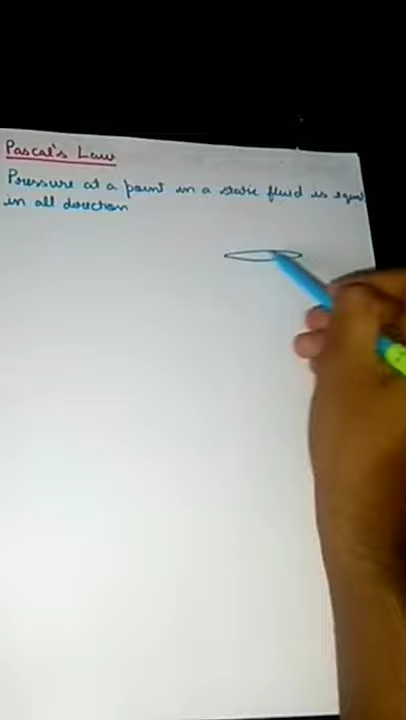 Pascal's Law
Pressure at a point in a static fluid is equal
in all direction